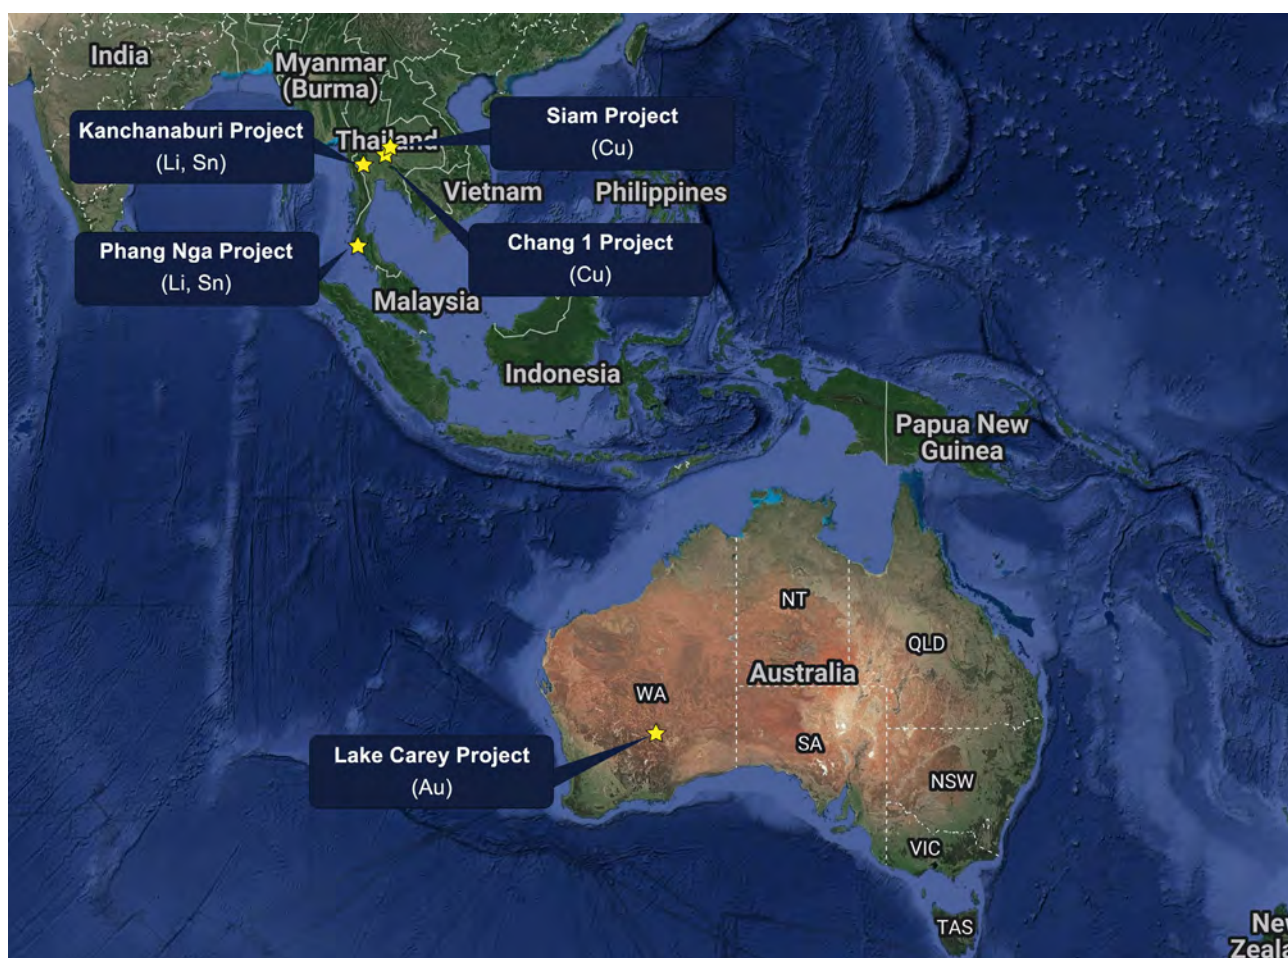 India
Myanmar
(Burma)
Kanchanaburi Project
(Li, Sn)
Thailand
Siam Project
(Cu)
Vietnam
Philippines
Phang Nga Project
(Li, Sn)
Chang 1 Project
(Cu)
Malaysia
Indonesia
Papua New
Guinea
NT
QLD
Australia
WA
Lake Carey Project
(Au)
SA
NSW
VIC
TAS
New
Zeala